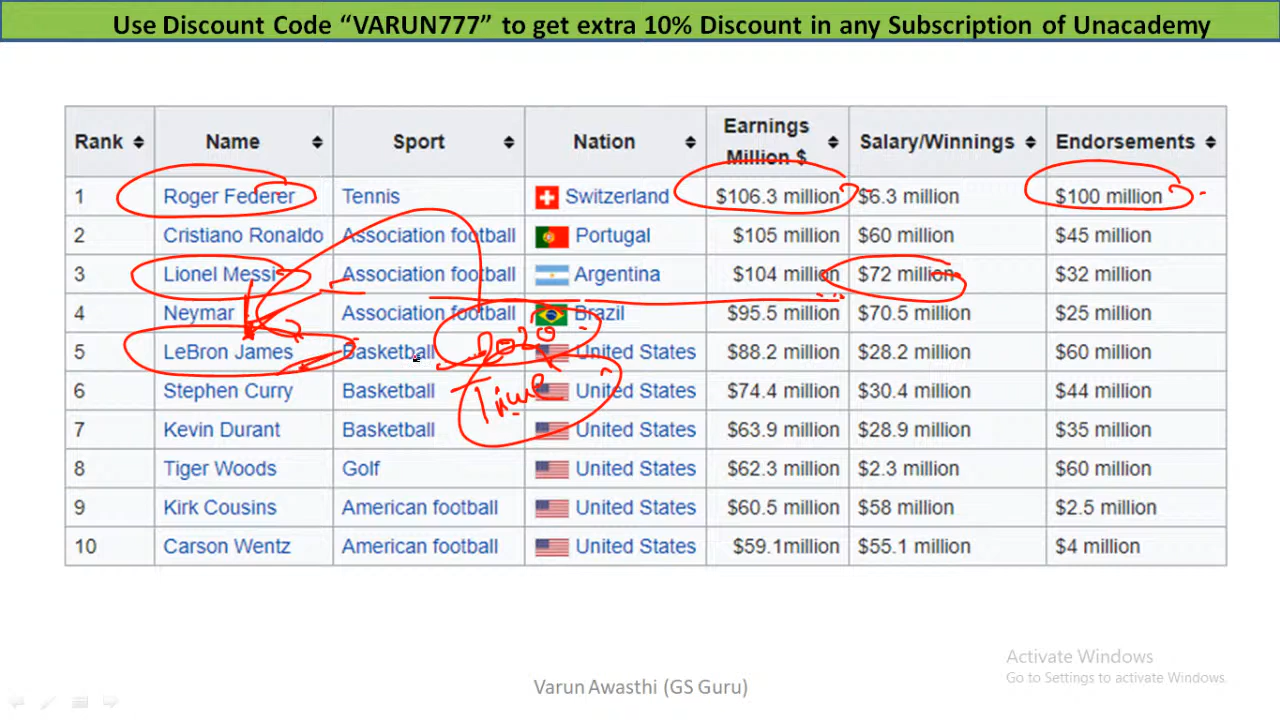 Use Discount Code “VARUN777” to get extra 10% Discount in any Subscription of Unacademy
Rank Name Sport Nation Earnings Million $ Salary/Winnings Endorsements
1 Roger Federer Tennis Switzerland $106.3 million $6.3 million $100 million
2 Cristiano Ronaldo Association football Portugal $105 million $60 million $45 million
3 Lionel Messi Association football Argentina $104 million $72 million $32 million
4 Neymar Association football Brazil $95.5 million $70.5 million $25 million
5 LeBron James Basketball United States $88.2 million $28.2 million $60 million
2020
6 Stephen Curry Basketball United States $74.4 million $30.4 million $44 million
Time
7 Kevin Durant Basketball United States $63.9 million $28.9 million $35 million
8 Tiger Woods Golf United States $62.3 million $2.3 million $60 million
9 Kirk Cousins American football United States $60.5 million $58 million $2.5 million
10 Carson Wentz American football United States $59.1million $55.1 million $4 million
Activate Windows
Go to Settings to activate Windows.
Varun Awasthi (GS Guru)